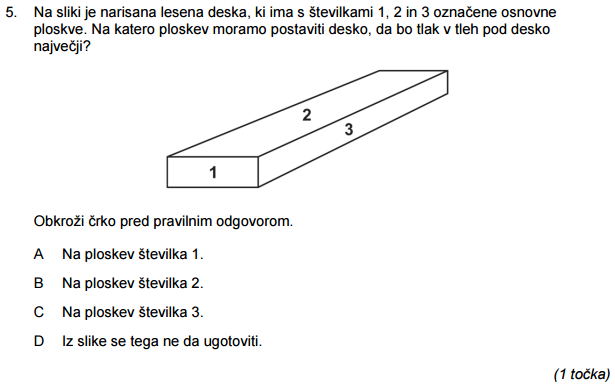 5. Na sliki je narisana lesena deska, ki ima s številkami 1, 2 in 3 označene osnovne
ploskve. Na katero ploskev moramo postaviti desko, da bo tlak v tleh pod desko
največji?
2
3
1
Obkroži črko pred pravilnim odgovorom.
A Na ploskev številka 1.
B Na ploskev številka 2.
C Na ploskev številka 3.
D Iz slike se tega ne da ugotoviti.
(1 točka)